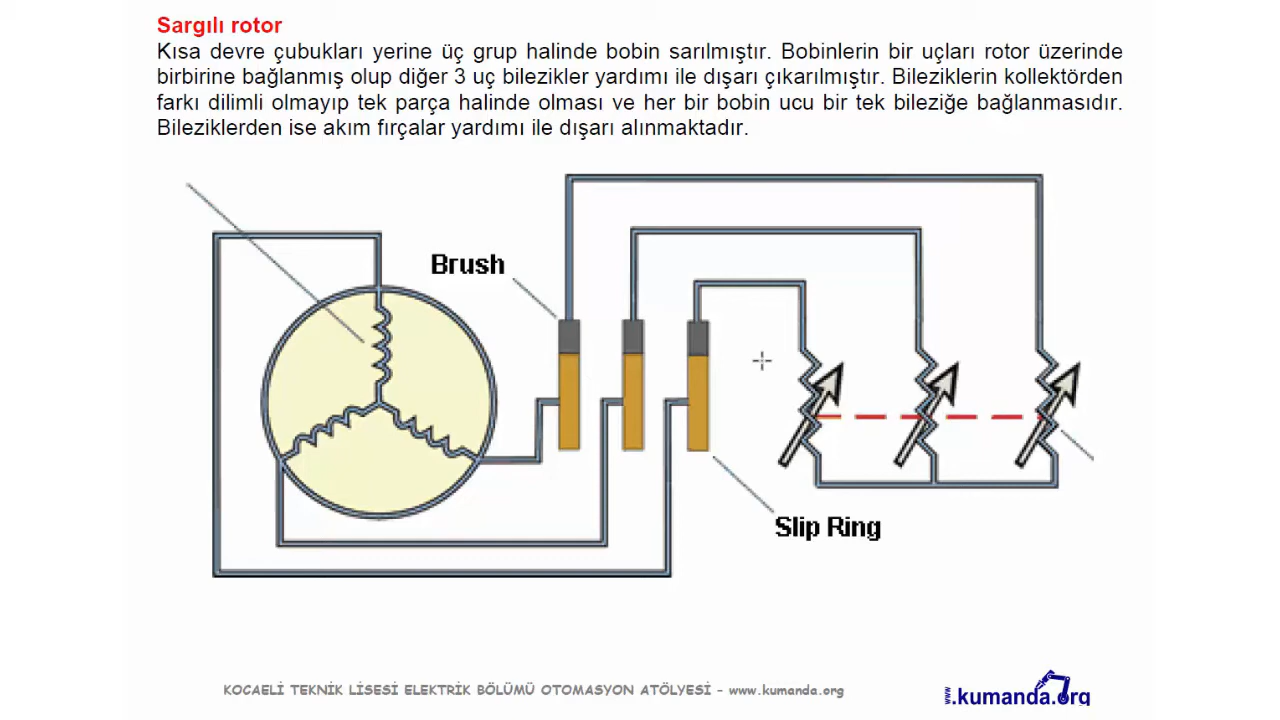 Sargılı rotor
Kısa devre çubukları yerine üç grup halinde bobin sarılmıştır. Bobinlerin bir uçları rotor üzerinde
birbirine bağlanmış olup diğer 3 uç bilezikler yardımı ile dışarı çıkarılmıştır. Bileziklerin kollektörden
farkı dilimli olmayıp tek parça halinde olması ve her bir bobin ucu bir tek bileziğe bağlanmasıdır.
Bileziklerden ise akım fırçalar yardımı ile dışarı alınmaktadır.
Brush
Slip Ring
KOCAELİ TEKNİK LİSESİ ELEKTRİK BÖLÜMÜ OTOMASYON ATÖLYESİ - www.kumanda.org
www.kumanda.org